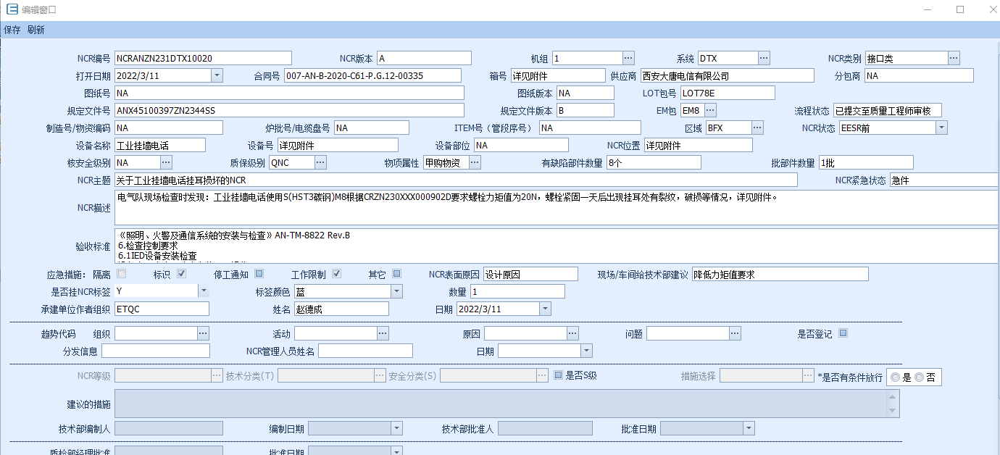 编辑窗口
保存 刷新
NCR编号 NCRANZN231DTX10020 NCR版本 A 机组 1 系统 DTX NCR类别 接口类
打开日期 2022/3/11 合同号 007-AN-B-2020-C61-P.G.12-00335 箱号 详见附件 供应商 西安大唐电信有限公司 分包商 NA
图纸号 NA 图纸版本 NA LOT包号 LOT78E
规定文件号 ANX45100397ZN2344SS 规定文件版本 B EM包 EM8 流程状态 已提交至质量工程师审核
制造号/物资编码 NA 炉批号/电缆盘号 NA ITEM号（管段序号） NA 区域 BFX NCR状态 EESR前
设备名称 工业挂墙电话 设备号 详见附件 设备部位 NA NCR位置 详见附件
核安全级别 NA 质保级别 QNC 物项属性 甲购物资 有缺陷部件数量 8个 批部件数量 1批
NCR主题 关于工业挂墙电话挂耳损坏的NCR NCR紧急状态 急件
NCR描述 电气队现场检查时发现：工业挂墙电话使用S(HST3碳钢)M8根据CRZN230XXX000902D要求螺栓力矩值为20N，螺栓紧固一天后出现挂耳处有裂纹，破损等情况，详见附件。
验收标准 《照明、火警及通信系统的安装与检查》AN-TM-8822 Rev.B
6.检查控制要求
6.1IED设备安装检查
应急措施： 隔离 标识 停工通知 工作限制 其它 NCR表面原因 设计原因 现场/车间给技术部建议 降低力矩值要求
是否挂NCR标签 Y 标签颜色 蓝 数量 1
承建单位作者组织 ETQC 姓名 赵德成 日期 2022/3/11
趋势代码 组织 活动 原因 问题 是否登记
分发信息 NCR管理人员姓名 日期
NCR等级 技术分类(T) 安全分类(S) 是否S级 措施选择 *是否有条件放行 是 否
建议的措施
技术部编制人 编制日期 技术部批准人 批准日期
质检部经理批准 批准日期